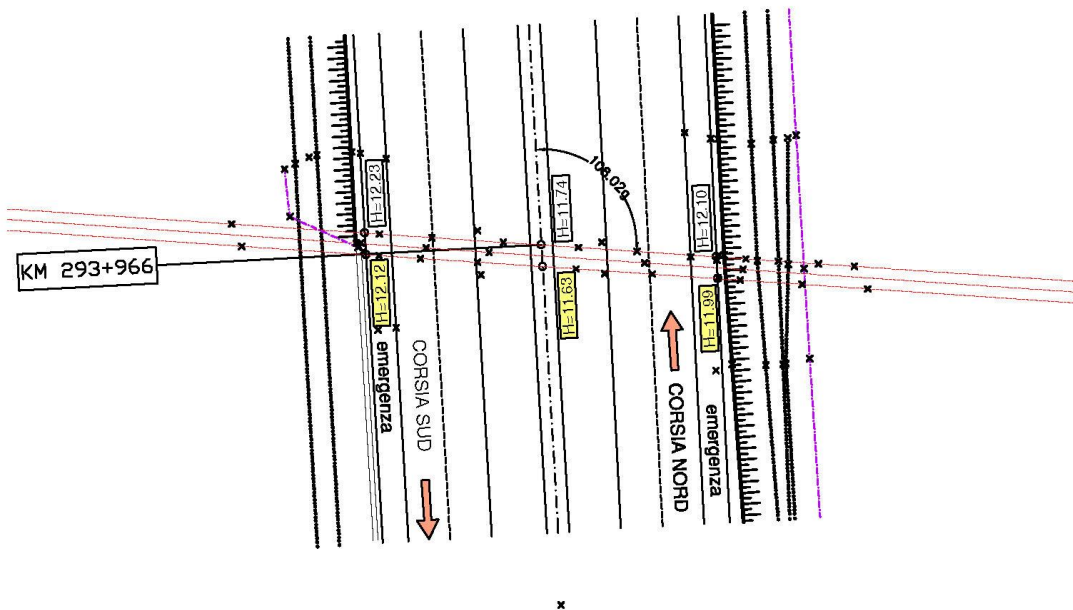 KM 293+966
H=12.23
H=12.12
emergenza
CORSIA SUD
H=11.74
H=11.63
108.02g
H=12.10
H=11.99
CORSIA NORD
emergenza